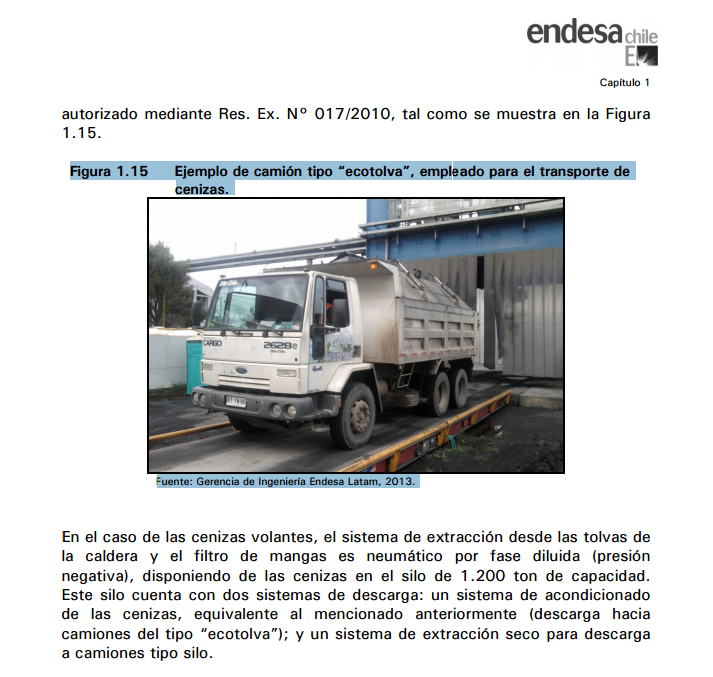 endesa chile
Capítulo 1
autorizado mediante Res. Ex. Nº 017/2010, tal como se muestra en la Figura
1.15.
Figura 1.15 Ejemplo de camión tipo “ecotolva”, empleado para el transporte de
cenizas.
CARGO
2628e
6x4
Fuente: Gerencia de Ingeniería Endesa Latam, 2013.
En el caso de las cenizas volantes, el sistema de extracción desde las tolvas de
la caldera y el filtro de mangas es neumático por fase diluida (presión
negativa), disponiendo de las cenizas en el silo de 1.200 ton de capacidad.
Este silo cuenta con dos sistemas de descarga: un sistema de acondicionado
de las cenizas, equivalente al mencionado anteriormente (descarga hacia
camiones del tipo “ecotolva”); y un sistema de extracción seco para descarga
a camiones tipo silo.